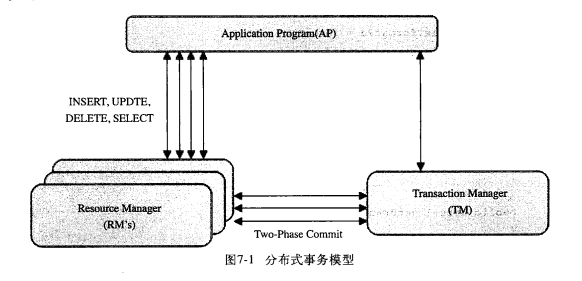 Application Program(AP)
INSERT, UPDTE,
DELETE, SELECT
Resource Manager
(RM's)
Transaction Manager
(TM)
Two-Phase Commit
图7-1 分布式事务模型